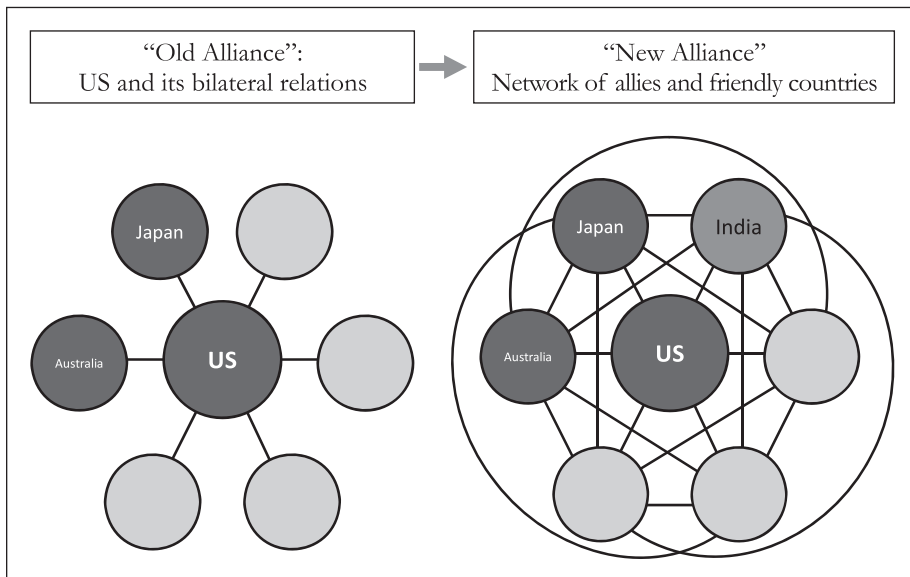 “Old Alliance”:
US and its bilateral relations
“New Alliance”
Network of allies and friendly countries
Japan
Australia
US
Japan
India
Australia
US